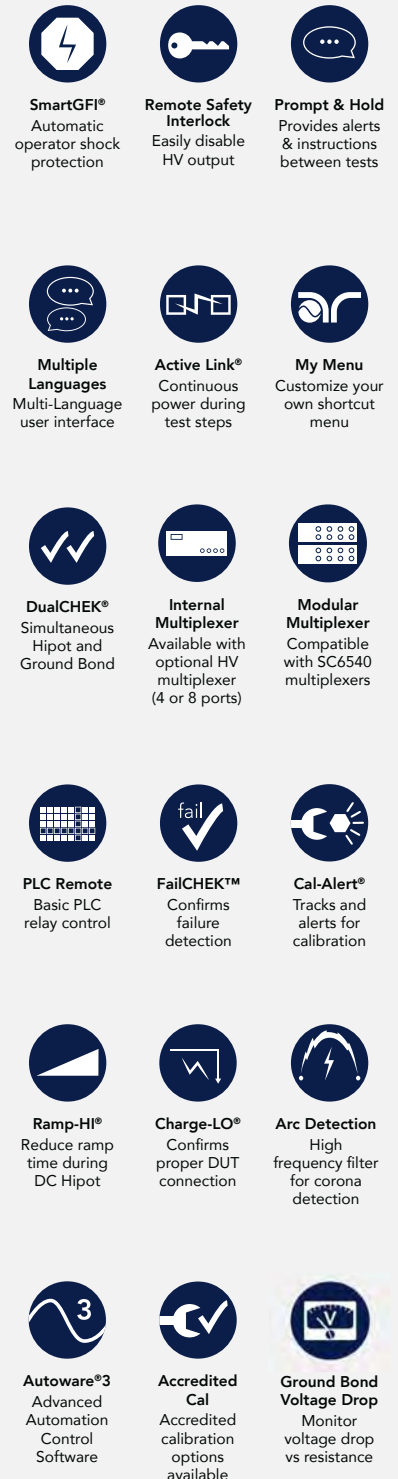 SmartGFI®
Automatic
operator shock
protection
Remote Safety
Interlock
Easily disable
HV output
Prompt & Hold
Provides alerts
& instructions
between tests
Multiple
Languages
Multi-Language
user interface
Active Link®
Continuous
power during
test steps
My Menu
Customize your
own shortcut
menu
DualCHEK®
Simultaneous
Hipot and
Ground Bond
Internal
Multiplexer
Available with
optional HV
multiplexer
(4 or 8 ports)
Modular
Multiplexer
Compatible
with SC6540
multiplexers
PLC Remote
Basic PLC
relay control
fail
FailCHEK™
Confirms
failure
detection
Cal-Alert®
Tracks and
alerts for
calibration
Ramp-HI®
Reduce ramp
time during
DC Hipot
Charge-LO®
Confirms
proper DUT
connection
Arc Detection
High
frequency filter
for corona
detection
3
Autoware®3
Advanced
Automation
Control
Software
Accredited
Cal
Accredited
calibration
options
available
V
Ground Bond
Voltage Drop
Monitor
voltage drop
vs resistance